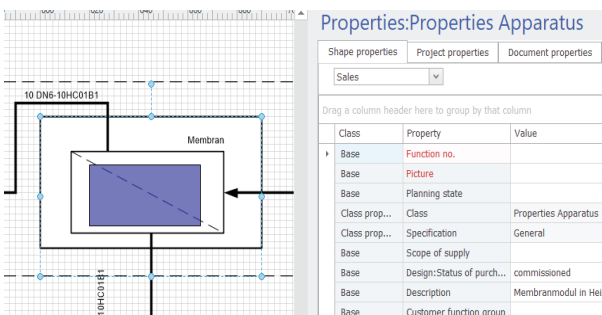 Properties:Properties Apparatus
Shape properties
Project properties
Document properties
Sales
Drag a column header here to group by that column
Class Property Value
Base Function no.
Base Picture
Base Planning state
Class prop... Class Properties Apparatus
Class prop... Specification General
Base Scope of supply
Base Design:Status of purch... commissioned
Base Description Membranmodul in Hei
Base Customer function group
10 DN6-10HC01B1
Membran
10HC01B1